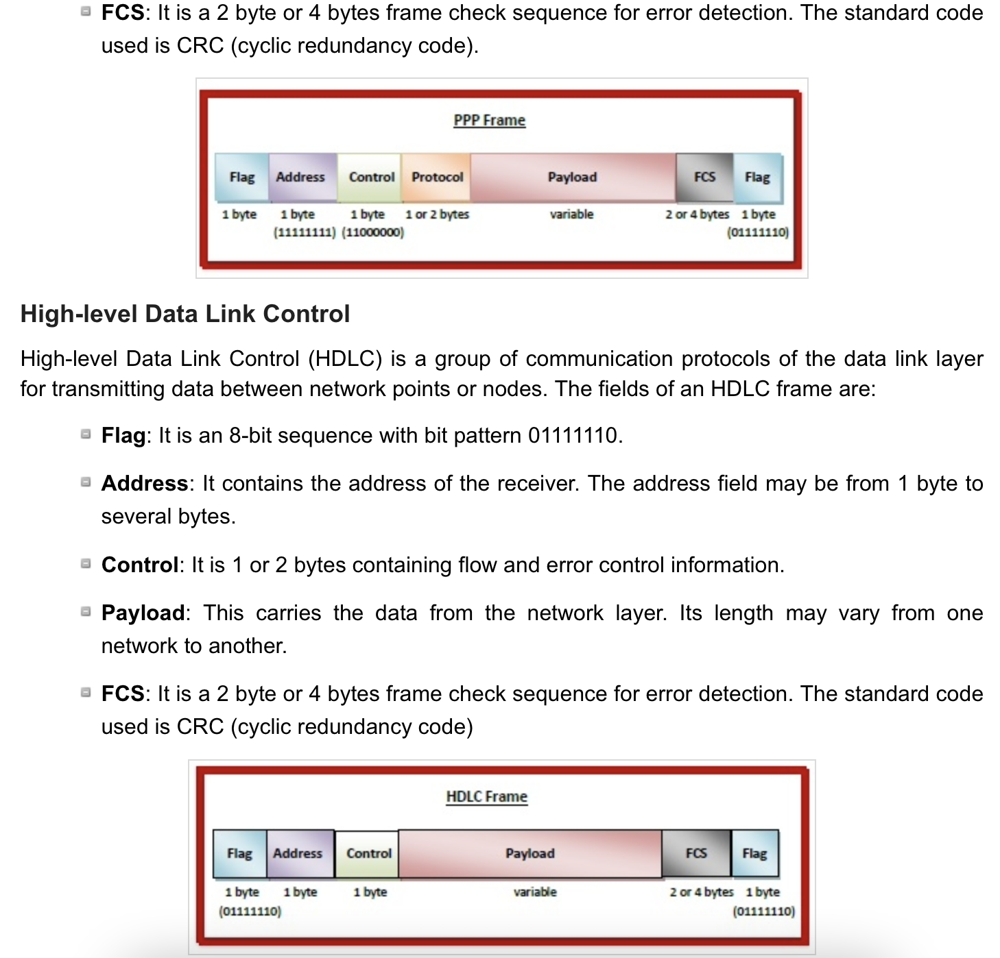 FCS: It is a 2 byte or 4 bytes frame check sequence for error detection. The standard code
used is CRC (cyclic redundancy code).
PPP Frame
Flag Address Control Protocol Payload FCS Flag
1 byte 1 byte 1 byte 1 or 2 bytes variable 2 or 4 bytes 1 byte
(11111111) (11000000) (01111110)
High-level Data Link Control
High-level Data Link Control (HDLC) is a group of communication protocols of the data link layer
for transmitting data between network points or nodes. The fields of an HDLC frame are:
Flag: It is an 8-bit sequence with bit pattern 01111110.
Address: It contains the address of the receiver. The address field may be from 1 byte to
several bytes.
Control: It is 1 or 2 bytes containing flow and error control information.
Payload: This carries the data from the network layer. Its length may vary from one
network to another.
FCS: It is a 2 byte or 4 bytes frame check sequence for error detection. The standard code
used is CRC (cyclic redundancy code)
HDLC Frame
Flag Address Control Payload FCS Flag
1 byte 1 byte 1 byte variable 2 or 4 bytes 1 byte
(01111110) (01111110)